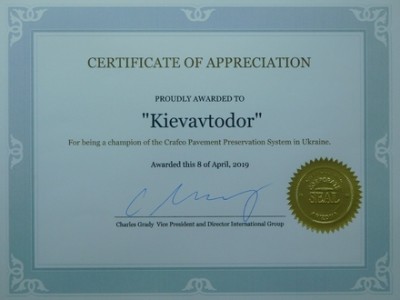 CERTIFICATE OF APPRECIATION
PROUDLY AWARDED TO
"Kievavtodor"
For being a champion of the Crafco Pavement Preservation System in Ukraine.
Awarded this 8 of April, 2019
SEAL
Charles Grady Vice President and Director International Group